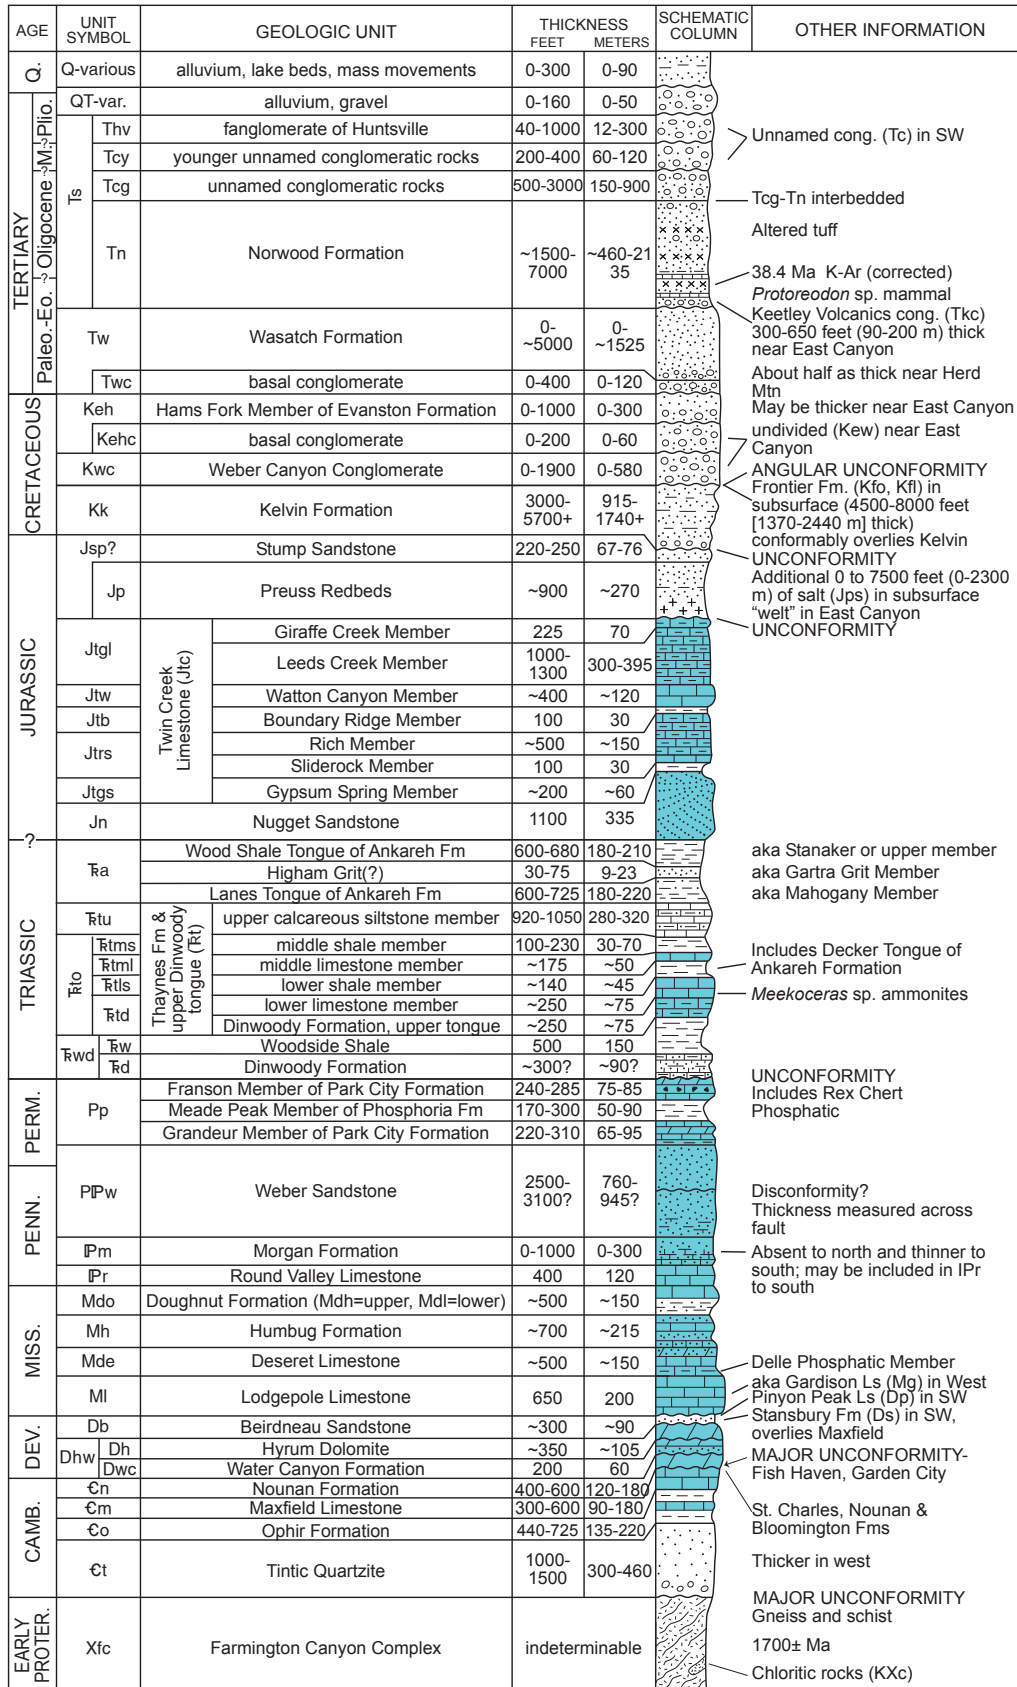 AGE UNIT SYMBOL GEOLOGIC UNIT THICKNESS FEET METERS SCHEMATIC COLUMN OTHER INFORMATION
Q. Q-various alluvium, lake beds, mass movements 0-300 0-90
TERTIARY Plio. QT-var. alluvium, gravel 0-160 0-50
?
M. Ts Thv fanglomerate of Huntsville 40-1000 12-300 Unnamed cong. (Tc) in SW
Tcy younger unnamed conglomeratic rocks 200-400 60-120
?
Oligocene Tcg unnamed conglomeratic rocks 500-3000 150-900 Tcg-Tn interbedded
Tn Norwood Formation ~1500-7000 ~460-2135 Altered tuff
?
38.4 Ma K-Ar (corrected)
Protoreodon sp. mammal
Keetley Volcanics cong. (Tkc)
300-650 feet (90-200 m) thick
near East Canyon
Paleo.-Eo. Tw Wasatch Formation 0-~5000 0-~1525
Twc basal conglomerate 0-400 0-120 About half as thick near Herd
Mtn
CRETACEOUS Keh Hams Fork Member of Evanston Formation 0-1000 0-300 May be thicker near East Canyon
Kehc basal conglomerate 0-200 0-60 undivided (Kew) near East
Canyon
Kwc Weber Canyon Conglomerate 0-1900 0-580 ANGULAR UNCONFORMITY
Kk Kelvin Formation 3000-5700+ 915-1740+ Frontier Fm. (Kfo, Kfl) in
subsurface (4500-8000 feet
[1370-2440 m] thick)
conformably overlies Kelvin
JURASSIC Jsp? Stump Sandstone 220-250 67-76 UNCONFORMITY
Jp Preuss Redbeds ~900 ~270 Additional 0 to 7500 feet (0-2300
m) of salt (Jps) in subsurface
“welt” in East Canyon
UNCONFORMITY
Jtgl Twin Creek Limestone (Jtc) Giraffe Creek Member 225 70
Leeds Creek Member 1000-1300 300-395
Jtw Watton Canyon Member ~400 ~120
Jtb Boundary Ridge Member 100 30
Jtrs Rich Member ~500 ~150
Sliderock Member 100 30
Jtgs Gypsum Spring Member ~200 ~60
Jn Nugget Sandstone 1100 335
?
TRIASSIC Ꞇa Wood Shale Tongue of Ankareh Fm 600-680 180-210 aka Stanaker or upper member
Higham Grit(?) 30-75 9-23 aka Gartra Grit Member
Lanes Tongue of Ankareh Fm 600-725 180-220 aka Mahogany Member
Ꞇtu Thaynes Fm & upper Dinwoody tongue (Ꞇt) upper calcareous siltstone member 920-1050 280-320
Ꞇto Ꞇtms middle shale member 100-230 30-70 Includes Decker Tongue of
Ankareh Formation
Ꞇtml middle limestone member ~175 ~50
Ꞇtls lower shale member ~140 ~45 Meekoceras sp. ammonites
Ꞇtd lower limestone member ~250 ~75
Dinwoody Formation, upper tongue ~250 ~75
Ꞇwd Ꞇw Woodside Shale 500 150
Ꞇd Dinwoody Formation ~300? ~90? UNCONFORMITY
PERM. Pp Franson Member of Park City Formation 240-285 75-85 Includes Rex Chert
Meade Peak Member of Phosphoria Fm 170-300 50-90 Phosphatic
Grandeur Member of Park City Formation 220-310 65-95
PENN. PIPw Weber Sandstone 2500-3100? 760-945? Disconformity?
Thickness measured across
fault
IPm Morgan Formation 0-1000 0-300 Absent to north and thinner to
south; may be included in IPr
to south
IPr Round Valley Limestone 400 120
MISS. Mdo Doughnut Formation (Mdh=upper, Mdl=lower) ~500 ~150
Mh Humbug Formation ~700 ~215
Mde Deseret Limestone ~500 ~150 Delle Phosphatic Member
Ml Lodgepole Limestone 650 200 aka Gardison Ls (Mg) in West
Pinyon Peak Ls (Dp) in SW
DEV. Db Beirdneau Sandstone ~300 ~90 Stansbury Fm (Ds) in SW,
overlies Maxfield
Dhw Dh Hyrum Dolomite ~350 ~105
Dwc Water Canyon Formation 200 60 MAJOR UNCONFORMITY-
Fish Haven, Garden City
CAMB. Єn Nounan Formation 400-600 120-180
Єm Maxfield Limestone 300-600 90-180 St. Charles, Nounan &
Bloomington Fms
Єo Ophir Formation 440-725 135-220
Єt Tintic Quartzite 1000-1500 300-460 Thicker in west
MAJOR UNCONFORMITY
EARLY PROTER. Xfc Farmington Canyon Complex indeterminable Gneiss and schist
1700± Ma
Chloritic rocks (KXc)